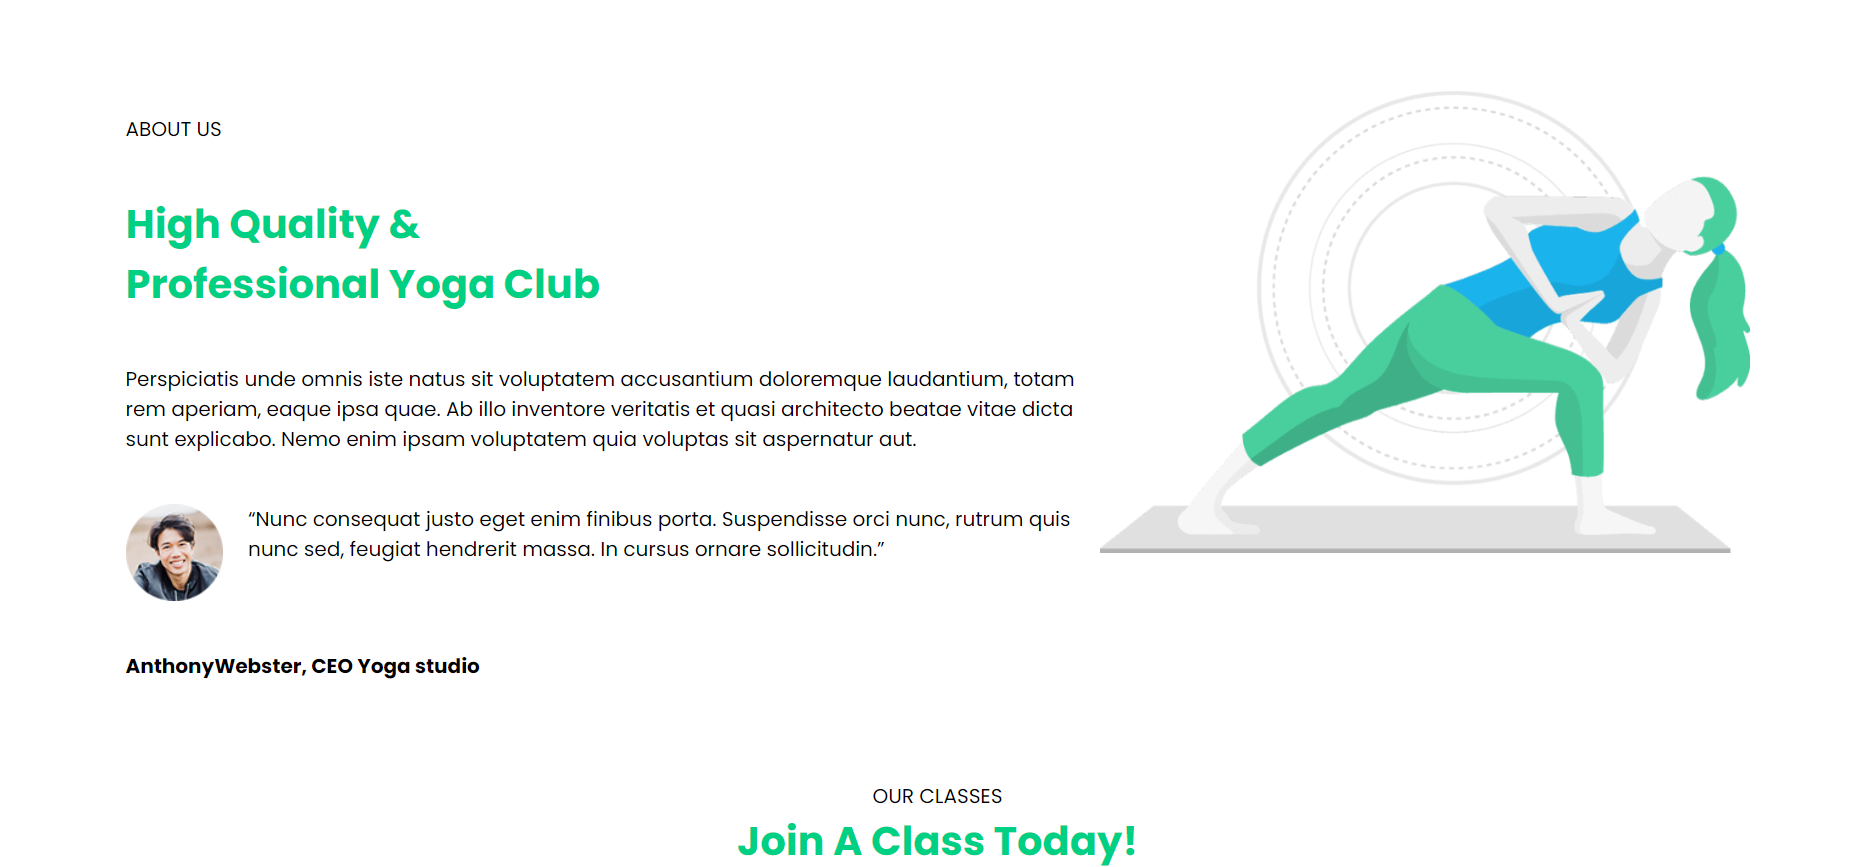 ABOUT US
High Quality &
Professional Yoga Club
Perspiciatis unde omnis iste natus sit voluptatem accusantium doloremque laudantium, totam
rem aperiam, eaque ipsa quae. Ab illo inventore veritatis et quasi architecto beatae vitae dicta
sunt explicabo. Nemo enim ipsam voluptatem quia voluptas sit aspernatur aut.
“Nunc consequat justo eget enim finibus porta. Suspendisse orci nunc, rutrum quis
nunc sed, feugiat hendrerit massa. In cursus ornare sollicitudin.”
AnthonyWebster, CEO Yoga studio
OUR CLASSES
Join A Class Today!